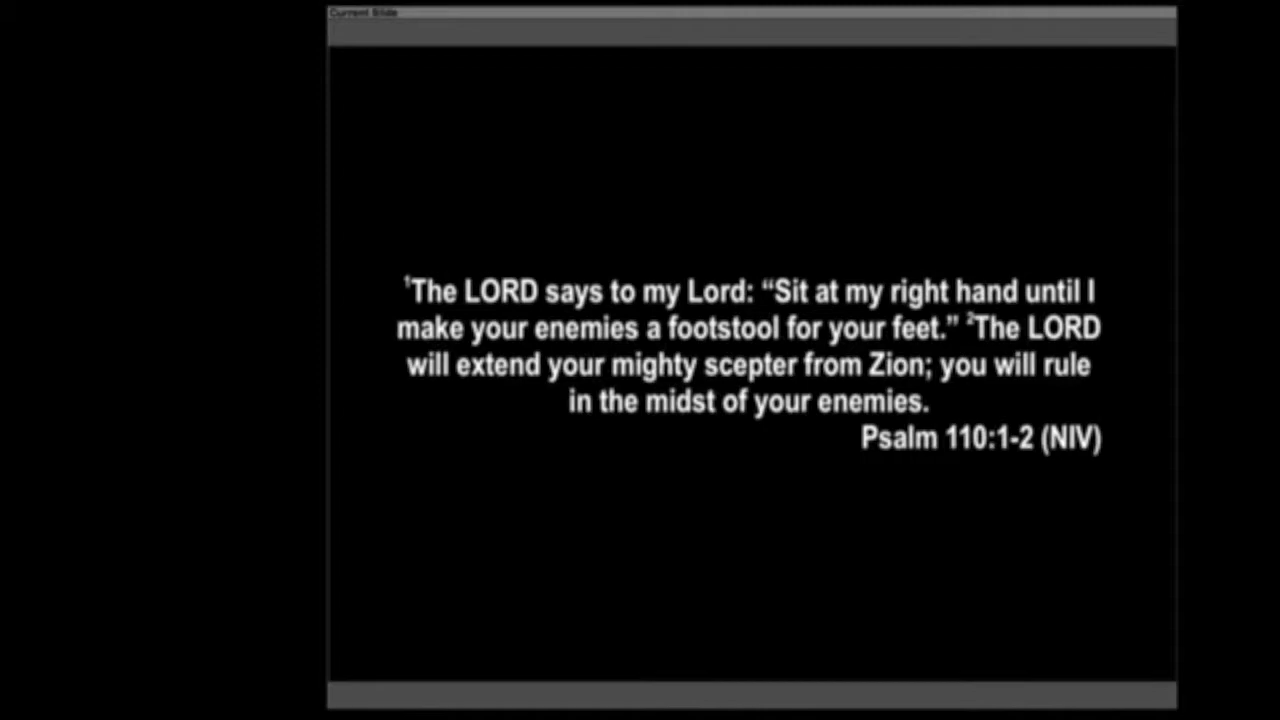 Current Slide
¹The LORD says to my Lord: “Sit at my right hand until I
make your enemies a footstool for your feet.” ²The LORD
will extend your mighty scepter from Zion; you will rule
in the midst of your enemies.
Psalm 110:1-2 (NIV)